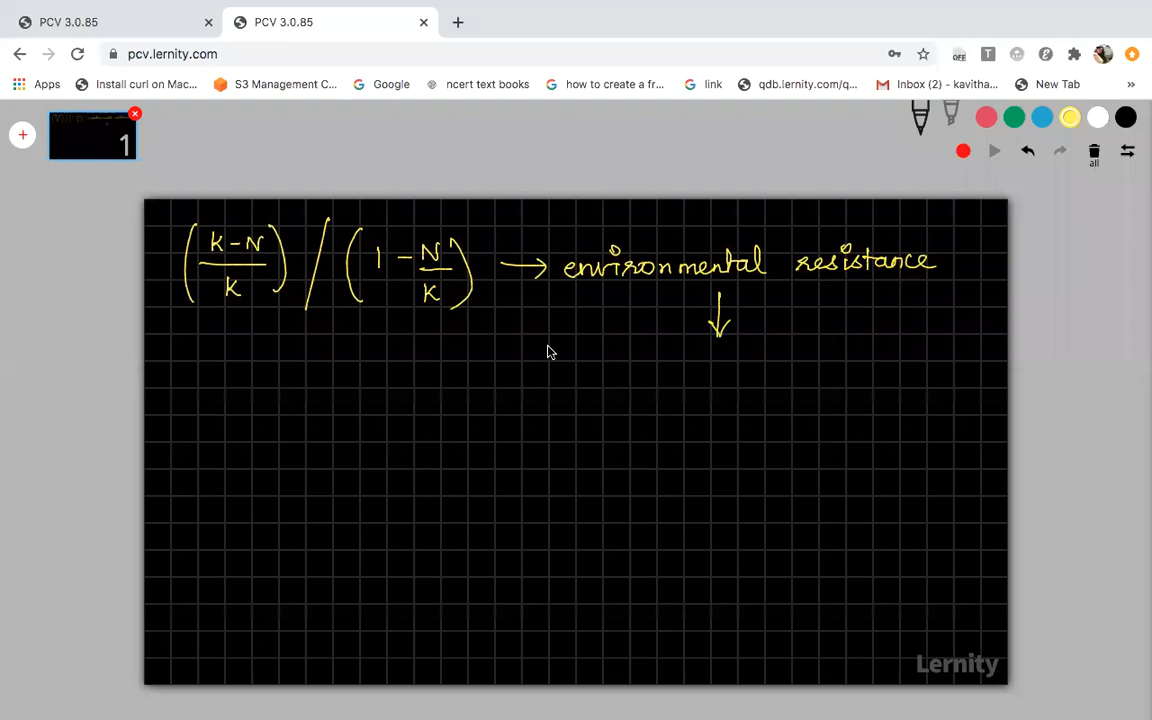 PCV 3.0.85 PCV 3.0.85
pcv.lernity.com OFF T
Apps Install curl on Mac... S3 Management C... Google ncert text books how to create a fr... link qdb.lernity.com/q... Inbox (2) - kavitha... New Tab »
1
all
(K-N/K) / (1 - N/K) → environmental resistance
↓
Lernity